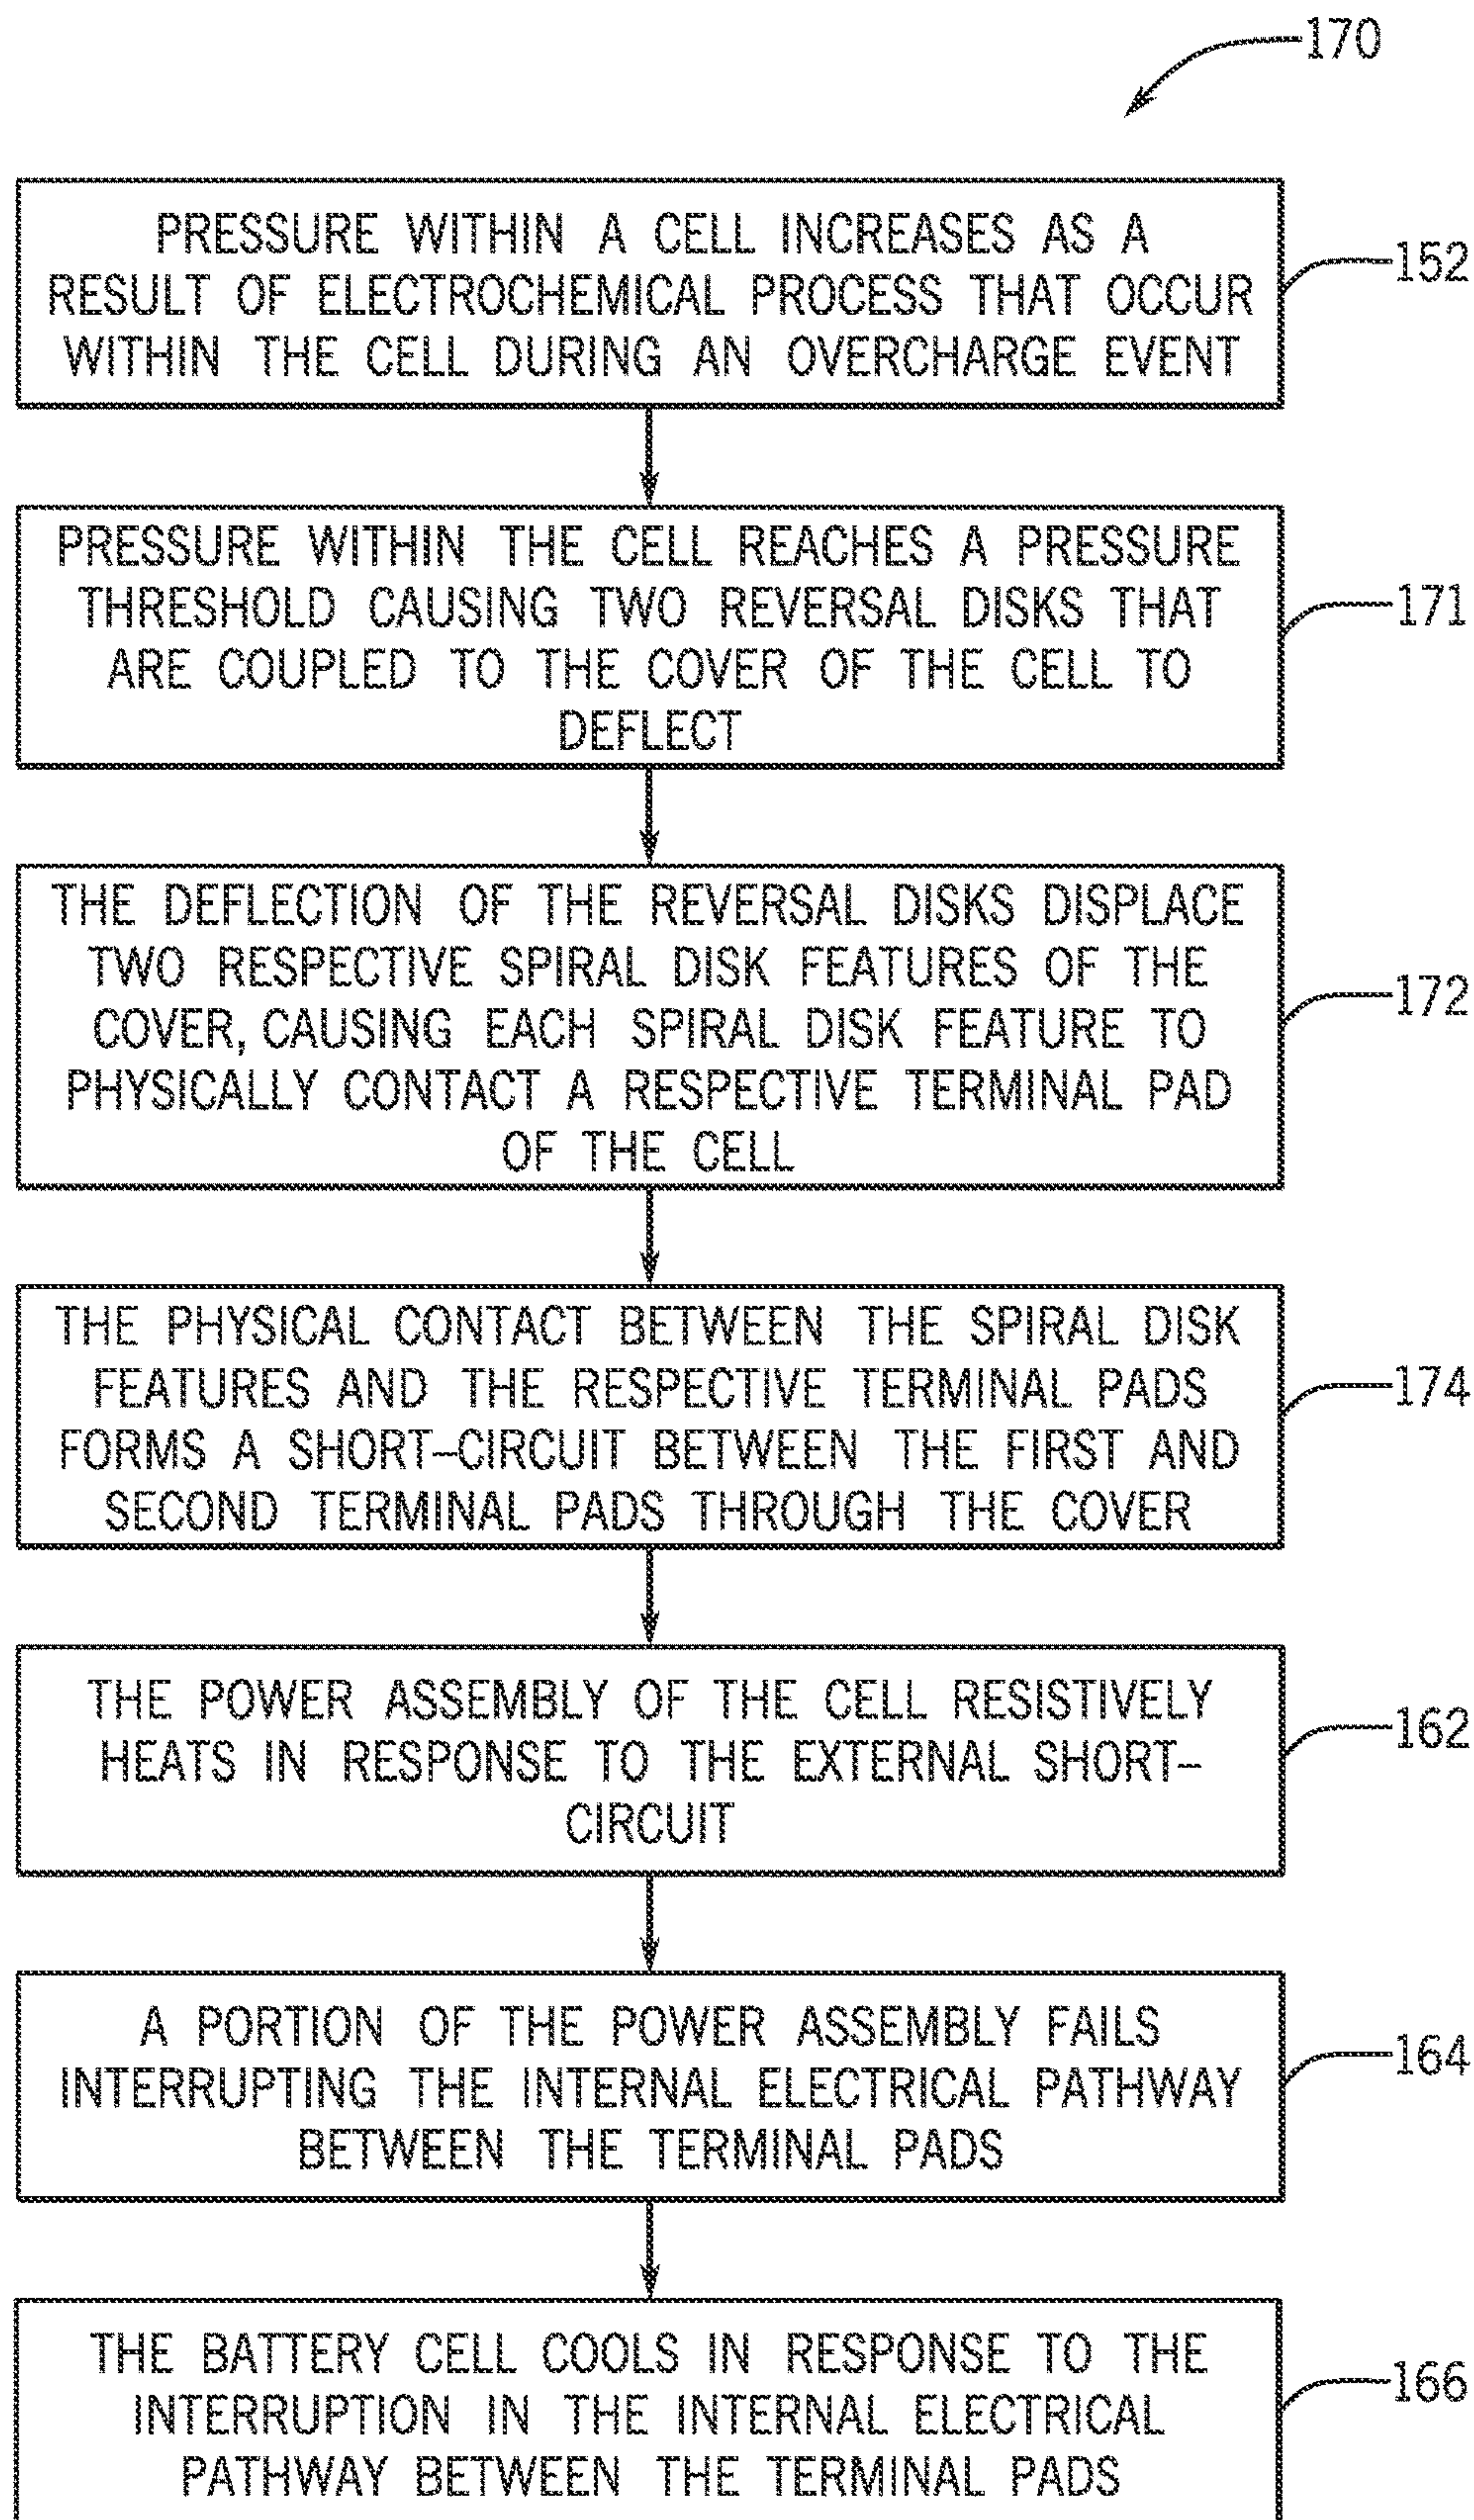 170
PRESSURE WITHIN A CELL INCREASES AS A
RESULT OF ELECTROCHEMICAL PROCESS THAT OCCUR
WITHIN THE CELL DURING AN OVERCHARGE EVENT
152
PRESSURE WITHIN THE CELL REACHES A PRESSURE
THRESHOLD CAUSING TWO REVERSAL DISKS THAT
ARE COUPLED TO THE COVER OF THE CELL TO
DEFLECT
171
THE DEFLECTION OF THE REVERSAL DISKS DISPLACE
TWO RESPECTIVE SPIRAL DISK FEATURES OF THE
COVER, CAUSING EACH SPIRAL DISK FEATURE TO
PHYSICALLY CONTACT A RESPECTIVE TERMINAL PAD
OF THE CELL
172
THE PHYSICAL CONTACT BETWEEN THE SPIRAL DISK
FEATURES AND THE RESPECTIVE TERMINAL PADS
FORMS A SHORT-CIRCUIT BETWEEN THE FIRST AND
SECOND TERMINAL PADS THROUGH THE COVER
174
THE POWER ASSEMBLY OF THE CELL RESISTIVELY
HEATS IN RESPONSE TO THE EXTERNAL SHORT-
CIRCUIT
162
A PORTION OF THE POWER ASSEMBLY FAILS
INTERRUPTING THE INTERNAL ELECTRICAL PATHWAY
BETWEEN THE TERMINAL PADS
164
THE BATTERY CELL COOLS IN RESPONSE TO THE
INTERRUPTION IN THE INTERNAL ELECTRICAL
PATHWAY BETWEEN THE TERMINAL PADS
166